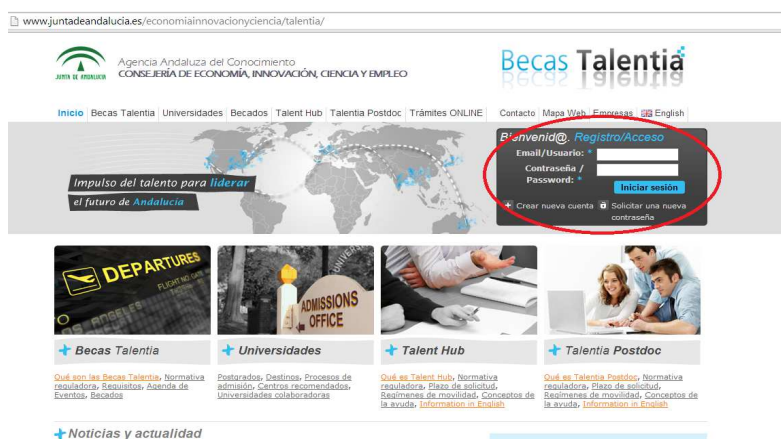 www.juntadeandalucia.es/economiainnovacionyciencia/talentia/
JUNTA DE ANDALUCIA
Agencia Andaluza del Conocimiento
CONSEJERÍA DE ECONOMÍA, INNOVACIÓN, CIENCIA Y EMPLEO
Becas Talentia
Inicio Becas Talentia Universidades Becados Talent Hub Talentia Postdoc Trámites ONLINE Contacto Mapa Web Empresas English
Impulso del talento para liderar
el futuro de Andalucía
Bienvenid@. Registro/Acceso
Email/Usuario: *
Contraseña /
Password: *
Iniciar sesión
Crear nueva cuenta Solicitar una nueva
contraseña
DEPARTURES
FLIGHT NO. GATE
LOS ANGELES
UNIVERSITY
ADMISSIONS
OFFICE
Becas Talentia
Universidades
Talent Hub
Talentia Postdoc
Qué son las Becas Talentia, Normativa
reguladora, Requisitos, Agenda de
Eventos, Becados
Postgrados, Destinos, Procesos de
admisión, Centros recomendados,
Universidades colaboradoras
Qué es Talent Hub, Normativa
reguladora, Plazo de solicitud,
Regímenes de movilidad, Conceptos de
la ayuda, Information in English
Qué es Talentia Postdoc, Normativa
reguladora, Plazo de solicitud,
Regímenes de movilidad, Conceptos de
la ayuda, Information in English
Noticias y actualidad